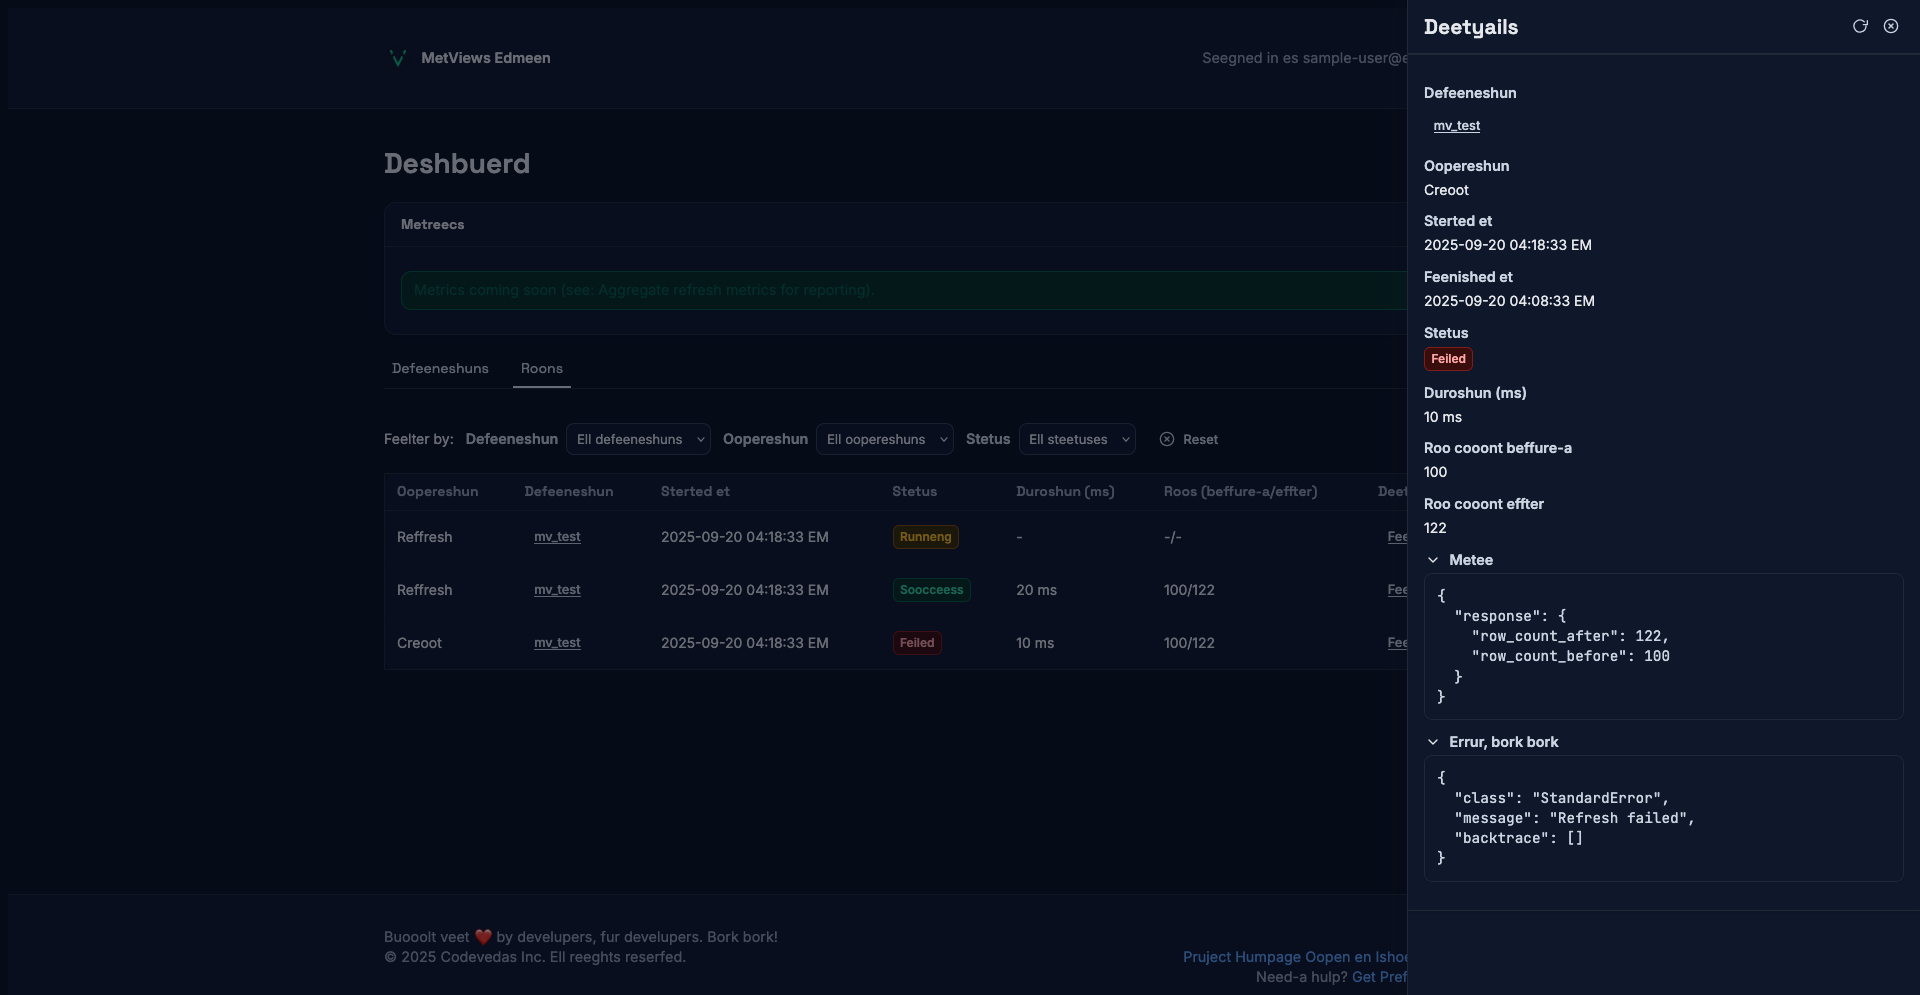 MetViews Edmeen
Seegned in es sample-user@e
Deshbuerd
Metreecs
Metrics coming soon (see: Aggregate refresh metrics for reporting).
Defeeneshuns Roons
Feelter by: Defeeneshun Ell defeeneshuns Oopereshun Ell oopereshuns Stetus Ell steetuses Reset
Oopereshun Defeeneshun Sterted et Stetus Duroshun (ms) Roos (beffure-a/effter) Deet
Reffresh mv_test 2025-09-20 04:18:33 EM Runneng - -/- Fee
Reffresh mv_test 2025-09-20 04:18:33 EM Soocceess 20 ms 100/122 Fee
Creoot mv_test 2025-09-20 04:18:33 EM Feiled 10 ms 100/122 Fee
Buooolt veet ❤️ by develupers, fur develupers. Bork bork!
© 2025 Codevedas Inc. Ell reeghts reserfed.
Pruject Humpage Oopen en Ishoe
Need-a hulp? Get Pref
Deetyails
Defeeneshun
mv_test
Oopereshun
Creoot
Sterted et
2025-09-20 04:18:33 EM
Feenished et
2025-09-20 04:08:33 EM
Stetus
Feiled
Duroshun (ms)
10 ms
Roo cooont beffure-a
100
Roo cooont effter
122
Metee
{
  "response": {
    "row_count_after": 122,
    "row_count_before": 100
  }
}
Errur, bork bork
{
  "class": "StandardError",
  "message": "Refresh failed",
  "backtrace": []
}